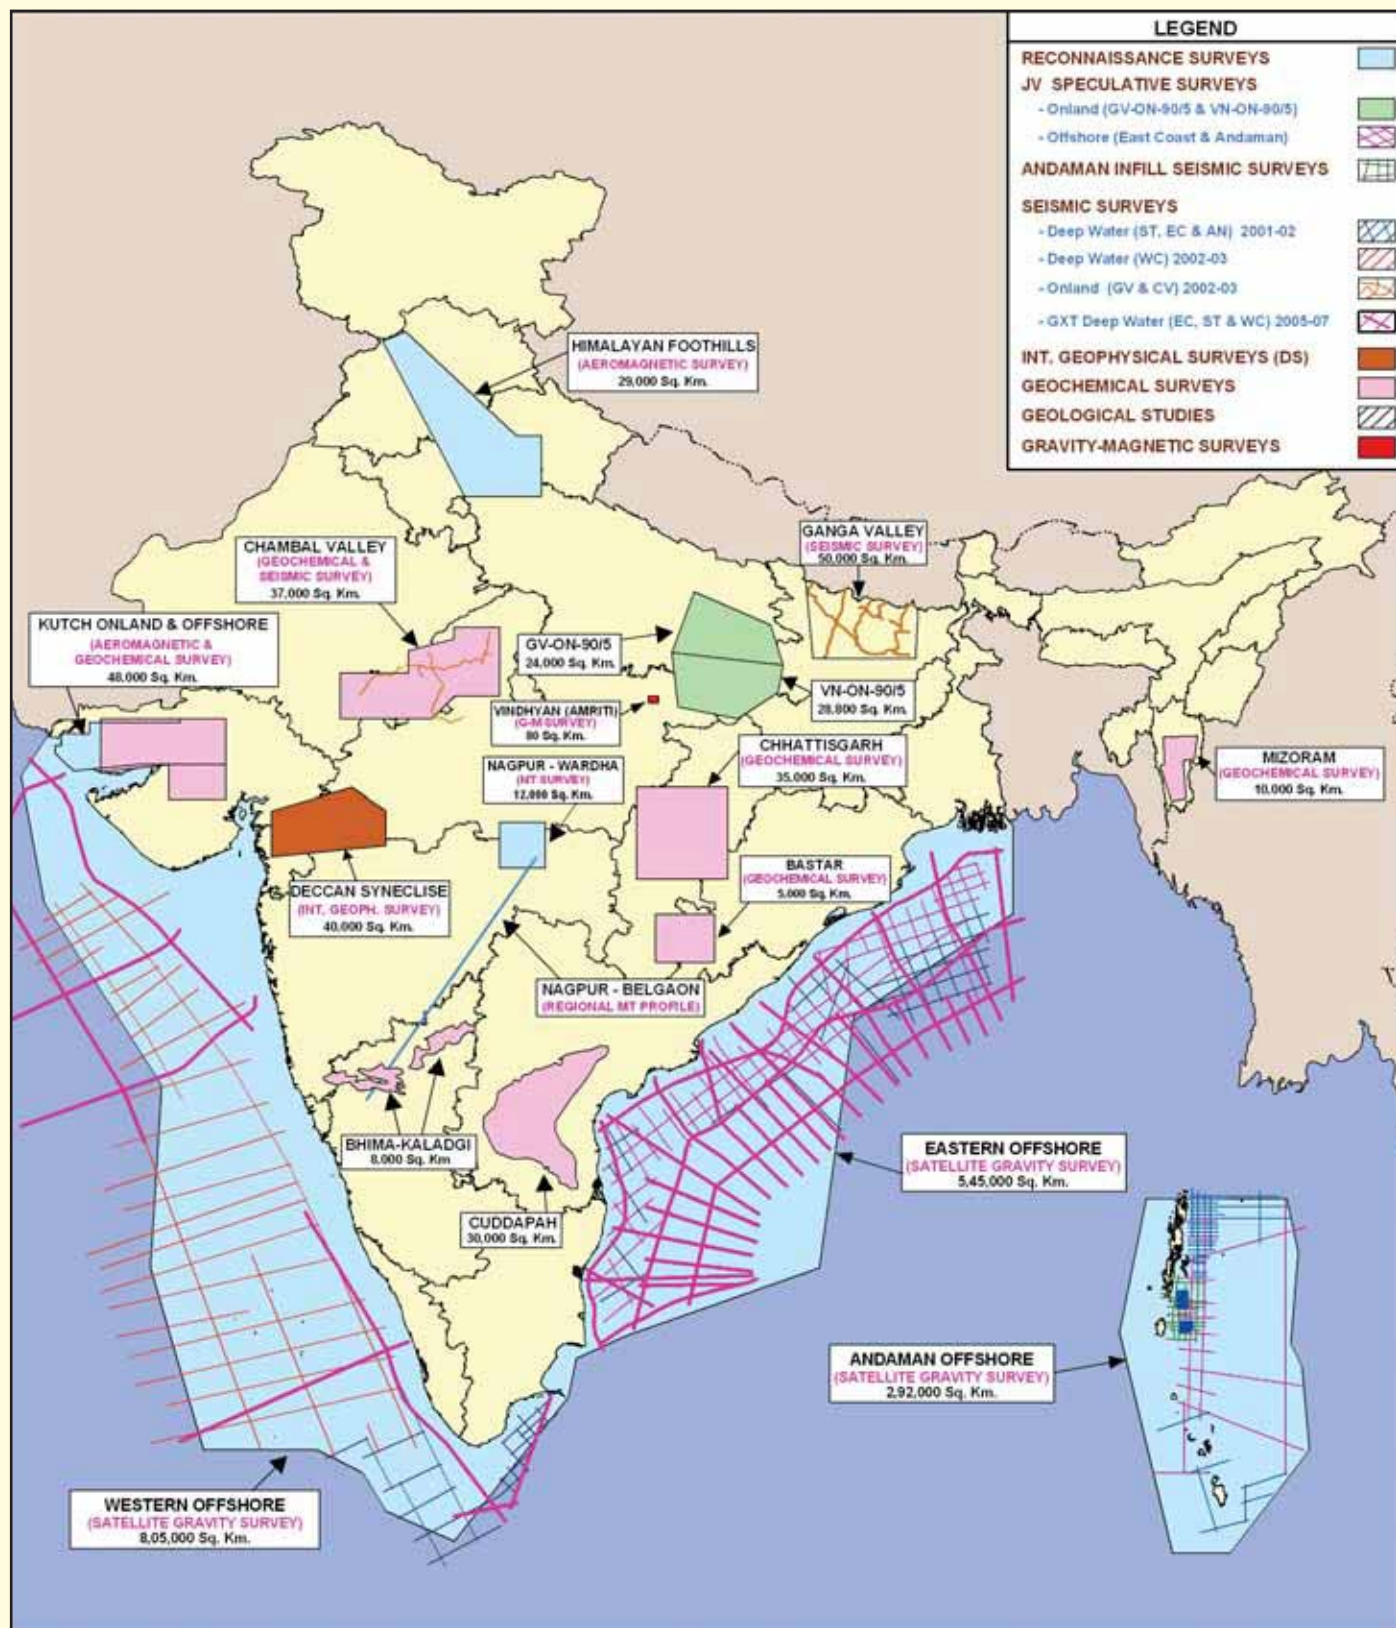 LEGEND
RECONNAISSANCE SURVEYS
JV SPECULATIVE SURVEYS
- Onland (GV-ON-90/5 & VN-ON-90/5)
- Offshore (East Coast & Andaman)
ANDAMAN INFILL SEISMIC SURVEYS
SEISMIC SURVEYS
- Deep Water (ST, EC & AN) 2001-02
- Deep Water (WC) 2002-03
- Onland (GV & CV) 2002-03
- GXT Deep Water (EC, ST & WC) 2005-07
INT. GEOPHYSICAL SURVEYS (DS)
GEOCHEMICAL SURVEYS
GEOLOGICAL STUDIES
GRAVITY-MAGNETIC SURVEYS
HIMALAYAN FOOTHILLS
(AEROMAGNETIC SURVEY)
29,000 Sq. Km.
GANGA VALLEY
(SEISMIC SURVEY)
50,000 Sq. Km.
CHAMBAL VALLEY
(GEOCHEMICAL &
SEISMIC SURVEY)
37,000 Sq. Km.
KUTCH ONLAND & OFFSHORE
(AEROMAGNETIC &
GEOCHEMICAL SURVEY)
48,000 Sq. Km.
GV-ON-90/5
24,000 Sq. Km.
VN-ON-90/5
28,800 Sq. Km.
VINDHYAN (AMRITI)
(G-M SURVEY)
80 Sq. Km.
NAGPUR - WARDHA
(MT SURVEY)
12,000 Sq. Km.
CHHATTISGARH
(GEOCHEMICAL SURVEY)
35,000 Sq. Km.
MIZORAM
(GEOCHEMICAL SURVEY)
10,000 Sq. Km.
BASTAR
(GEOCHEMICAL SURVEY)
5,000 Sq. Km.
DECCAN SYNECLISE
(INT. GEOPH. SURVEY)
40,000 Sq. Km.
NAGPUR - BELGAON
(REGIONAL MT PROFILE)
BHIMA-KALADGI
8,000 Sq. Km
CUDDAPAH
30,000 Sq. Km.
EASTERN OFFSHORE
(SATELLITE GRAVITY SURVEY)
5,45,000 Sq. Km.
ANDAMAN OFFSHORE
(SATELLITE GRAVITY SURVEY)
2,92,000 Sq. Km.
WESTERN OFFSHORE
(SATELLITE GRAVITY SURVEY)
8,05,000 Sq. Km.